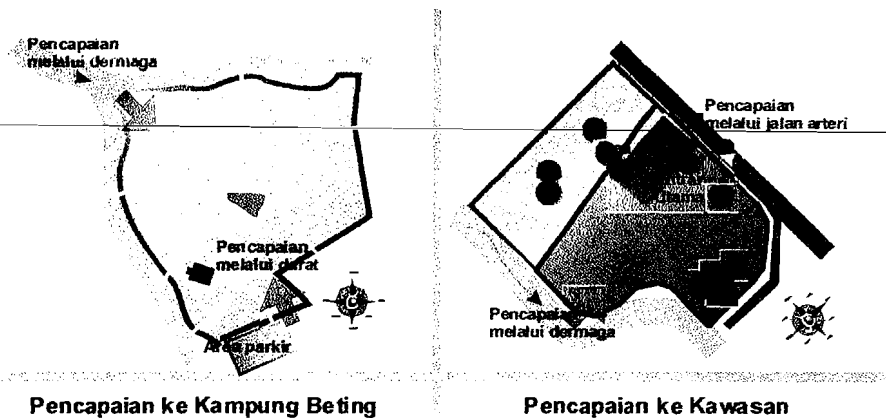 Pencapaian
melalui dermaga
Pencapaian
melalui darat
Area parkir
Pencapaian ke Kampung Beting
Pencapaian
melalui jalan arteri
Pencapaian
melalui dermaga
Pencapaian ke Kawasan